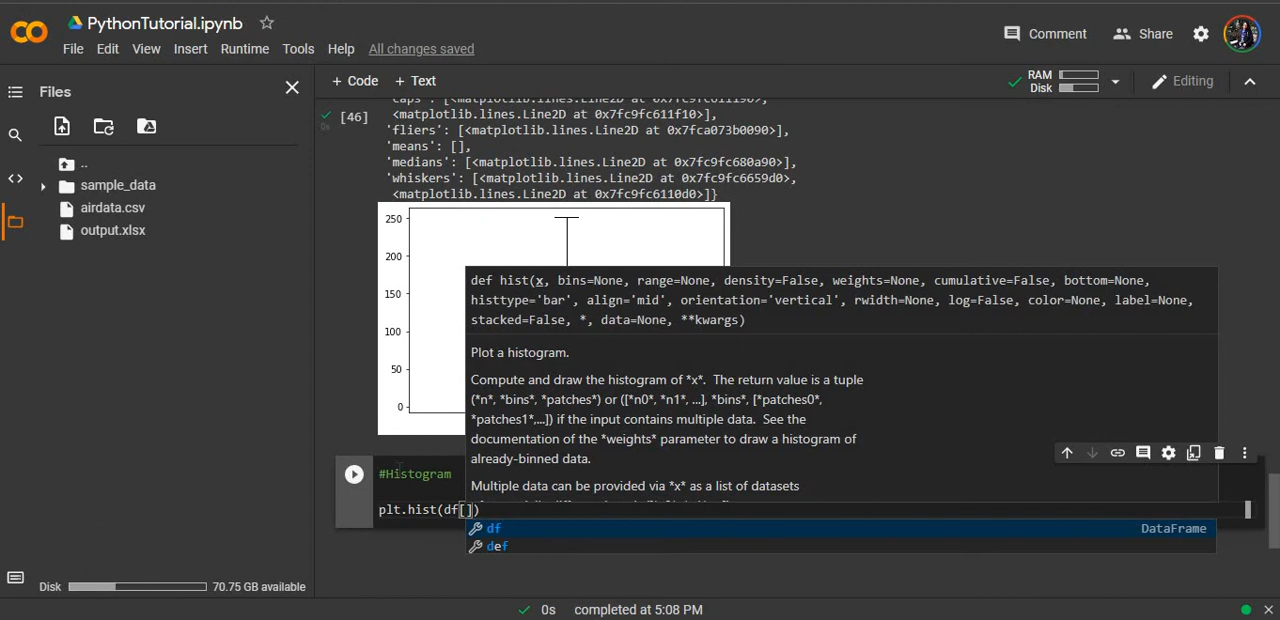 PythonTutorial.ipynb
File Edit View Insert Runtime Tools Help All changes saved
Comment Share
+ Code + Text
RAM
Disk
Editing
Files
..
sample_data
airdata.csv
output.xlsx
Disk 70.75 GB available
[46]
0s
<matplotlib.lines.Line2D at 0x7fc9fc611f10>],
'fliers': [<matplotlib.lines.Line2D at 0x7fca073b0090>],
'means': [],
'medians': [<matplotlib.lines.Line2D at 0x7fc9fc680a90>],
'whiskers': [<matplotlib.lines.Line2D at 0x7fc9fc6659d0>,
<matplotlib.lines.Line2D at 0x7fc9fc6110d0>]}
250
200
150
100
50
0
def hist(x, bins=None, range=None, density=False, weights=None, cumulative=False, bottom=None,
histtype='bar', align='mid', orientation='vertical', rwidth=None, log=False, color=None, label=None,
stacked=False, *, data=None, **kwargs)
Plot a histogram.
Compute and draw the histogram of *x*. The return value is a tuple
(*n*, *bins*, *patches*) or ([*n0*, *n1*, ...], *bins*, [*patches0*,
*patches1*,...]) if the input contains multiple data. See the
documentation of the *weights* parameter to draw a histogram of
already-binned data.
Multiple data can be provided via *x* as a list of datasets
#Histogram
plt.hist(df[])
df DataFrame
def
0s completed at 5:08 PM